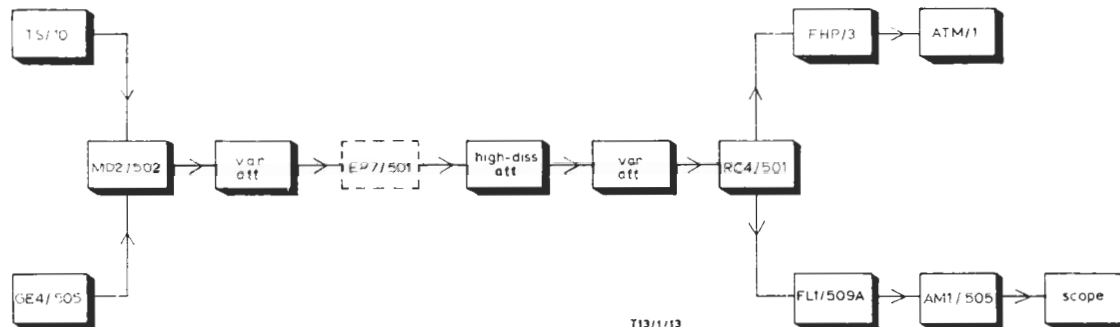 TS/10
FHP/3
ATM/1
MD2/502
var
att
EP7/501
high-diss
att
var
att
RC4/501
GE4/505
FL1/509A
AM1/505
scope
T13/1/13